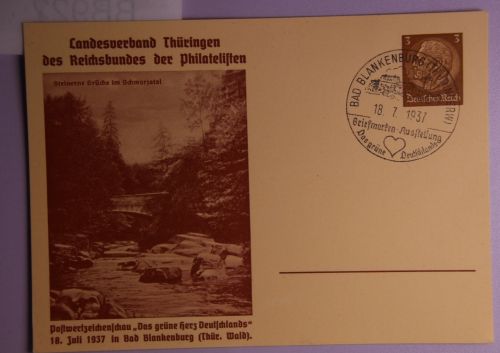 Landesverband Thüringen
des Reichsbundes der Philatelisten
Steinerne Brücke im Schwarzatal
Postwertzeichenschau „Das grüne Herz Deutschlands“
18. Juli 1937 in Bad Blankenburg (Thür. Wald).
3 3
Deutsches Reich
BAD BLANKENBURG
18. 7. 1937
Briefmarken-Ausstellung
Das grüne Deutschlands